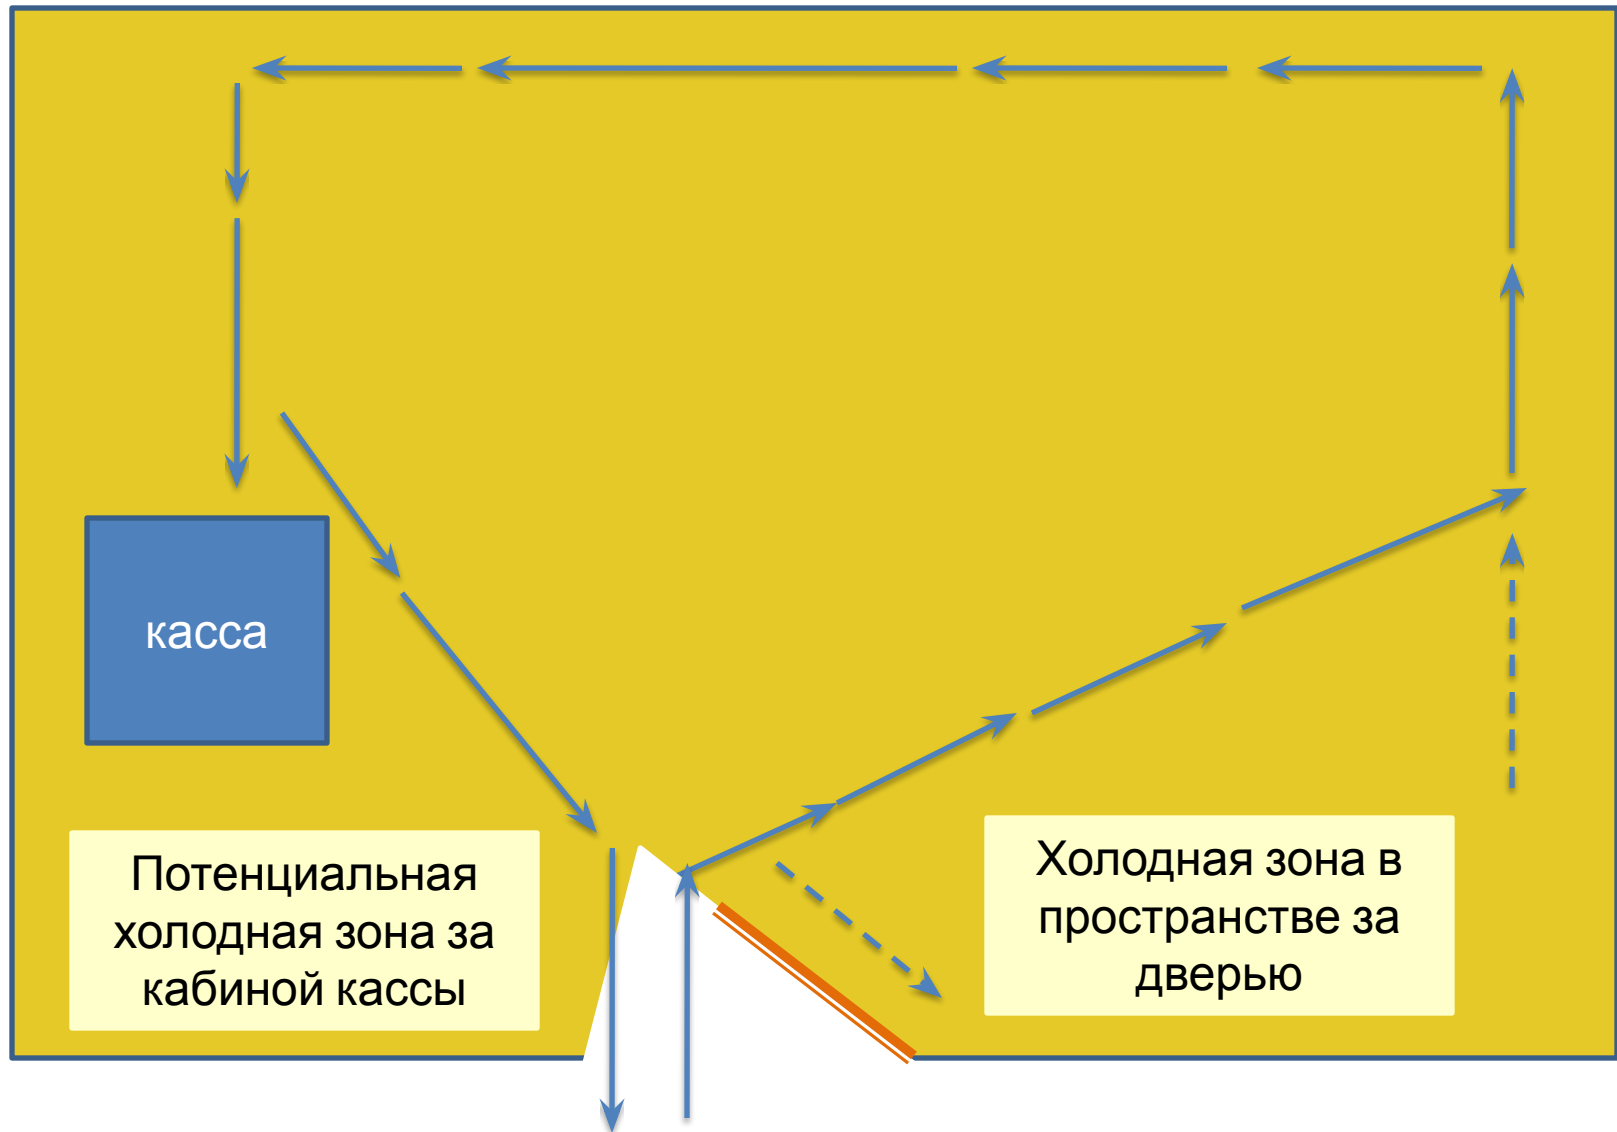 касса
Потенциальная
холодная зона за
кабиной кассы
Холодная зона в
пространстве за
дверью